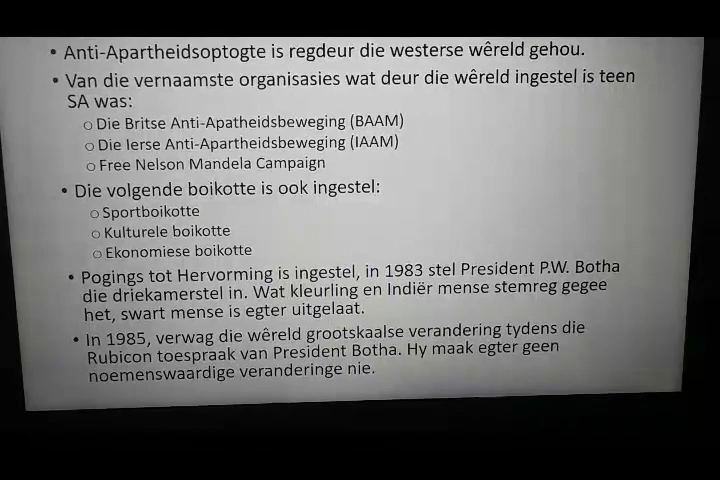 • Anti-Apartheidsoptogte is regdeur die westerse wêreld gehou.
• Van die vernaamste organisasies wat deur die wêreld ingestel is teen
SA was:
o Die Britse Anti-Apatheidsbeweging (BAAM)
o Die Ierse Anti-Apartheidsbeweging (IAAM)
o Free Nelson Mandela Campaign
• Die volgende boikotte is ook ingestel:
o Sportboikotte
o Kulturele boikotte
o Ekonomiese boikotte
• Pogings tot Hervorming is ingestel, in 1983 stel President P.W. Botha
die driekamerstel in. Wat kleurling en Indiër mense stemreg gegee
het, swart mense is egter uitgelaat.
• In 1985, verwag die wêreld grootskaalse verandering tydens die
Rubicon toespraak van President Botha. Hy maak egter geen
noemenswaardige veranderinge nie.